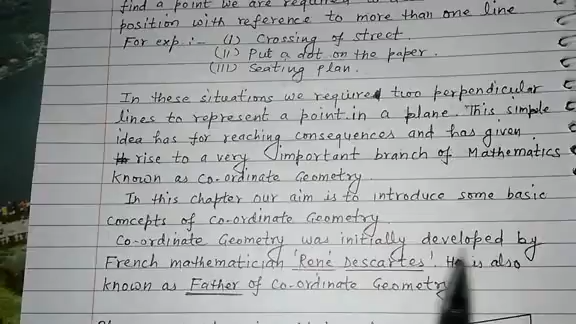 find a point we are required to
position with reference to more than one line
For exp :- (i) Crossing of street.
(ii) Put a dot on the paper.
(iii) Seating plan.
In these situations we require two perpendicular
lines to represent a point in a plane. This simple
idea has far reaching consequences and has given
rise to a very important branch of Mathematics
known as Co-ordinate Geometry.
In this chapter our aim is to introduce some basic
concepts of Co-ordinate Geometry.
Co-ordinate Geometry was initially developed by
French mathematician 'René Descartes'. He is also
known as Father of Co-ordinate Geometry